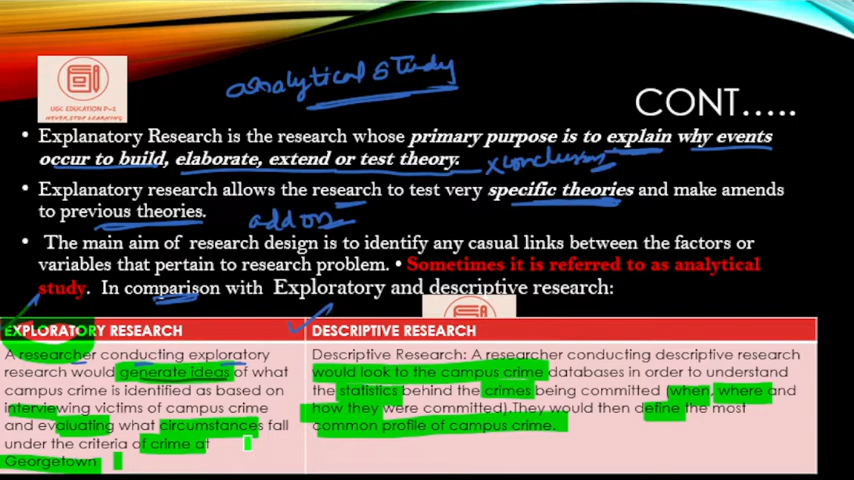 analytical study
UGC EDUCATION P-1
NEVER STOP LEARNING
CONT…..
• Explanatory Research is the research whose primary purpose is to explain why events
occur to build, elaborate, extend or test theory.
x conclusions
• Explanatory research allows the research to test very specific theories and make amends
to previous theories.
add on
• The main aim of research design is to identify any casual links between the factors or
variables that pertain to research problem. • Sometimes it is referred to as analytical
study. In comparison with Exploratory and descriptive research:
EXPLORATORY RESEARCH
A researcher conducting exploratory
research would generate ideas of what
campus crime is identified as based on
interviewing victims of campus crime
and evaluating what circumstances fall
under the criteria of crime at
Georgetown
DESCRIPTIVE RESEARCH
Descriptive Research: A researcher conducting descriptive research
would look to the campus crime databases in order to understand
the statistics behind the crimes being committed (when, where and
how they were committed).They would then define the most
common profile of campus crime.